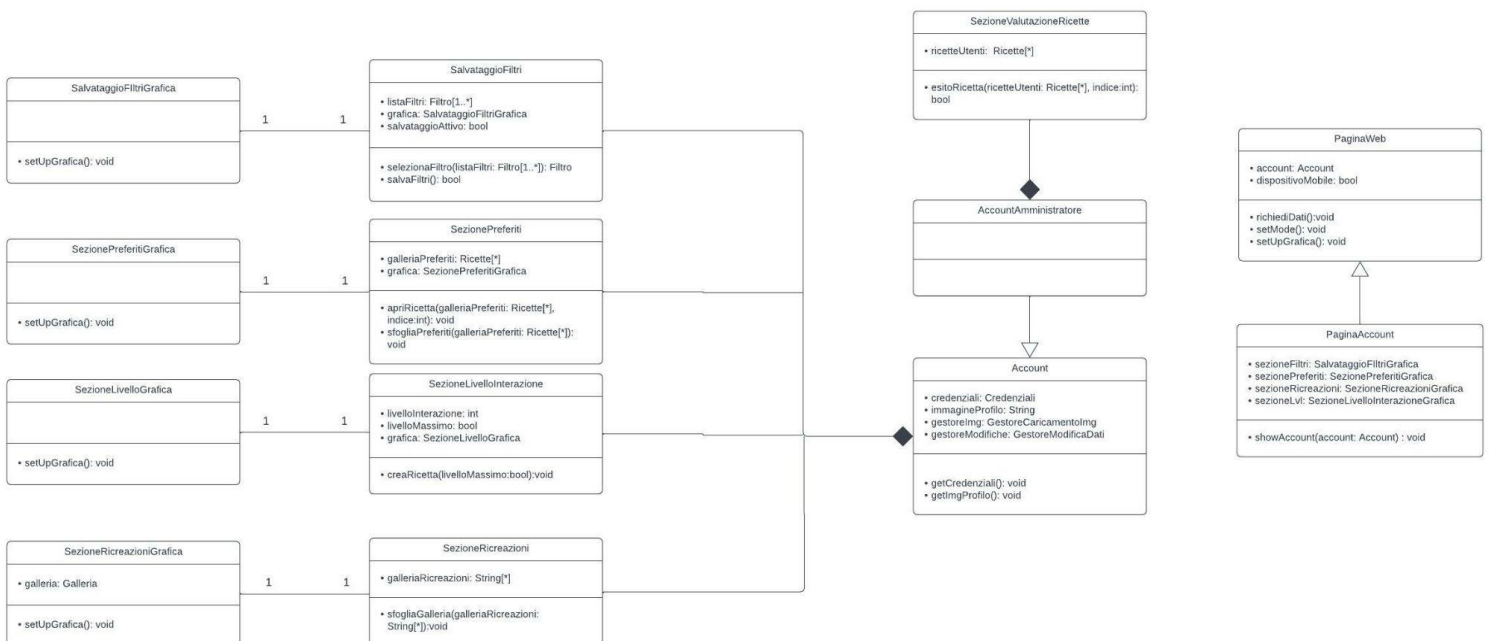 SalvataggioFIltriGrafica
• setUpGrafica(): void
1
1
SalvataggioFiltri
• listaFiltri: Filtro[1..*]
• grafica: SalvataggioFiltriGrafica
• salvataggioAttivo: bool
• selezionaFiltro(listaFiltri: Filtro[1..*]): Filtro
• salvaFiltri(): bool
SezionePreferitiGrafica
• setUpGrafica(): void
1
1
SezionePreferiti
• galleriaPreferiti: Ricette[*]
• grafica: SezionePreferitiGrafica
• apriRicetta(galleriaPreferiti: Ricette[*],
indice:int): void
• sfogliaPreferiti(galleriaPreferiti: Ricette[*]):
void
SezioneLivelloGrafica
• setUpGrafica(): void
1
1
SezioneLivelloInterazione
• livelloInterazione: int
• livelloMassimo: bool
• grafica: SezioneLivelloGrafica
• creaRicetta(livelloMassimo:bool):void
SezioneRicreazioniGrafica
• galleria: Galleria
• setUpGrafica(): void
1
1
SezioneRicreazioni
• galleriaRicreazioni: String[*]
• sfogliaGalleria(galleriaRicreazioni:
String[*]):void
SezioneValutazioneRicette
• ricetteUtenti: Ricette[*]
• esitoRicetta(ricetteUtenti: Ricette[*], indice:int):
bool
AccountAmministratore
Account
• credenziali: Credenziali
• immagineProfilo: String
• gestoreImg: GestoreCaricamentoImg
• gestoreModifiche: GestoreModificaDati
• getCredenziali(): void
• getImgProfilo(): void
PaginaWeb
• account: Account
• dispositivoMobile: bool
• richiediDati():void
• setMode(): void
• setUpGrafica(): void
PaginaAccount
• sezioneFiltri: SalvataggioFIltriGrafica
• sezionePreferiti: SezionePreferitiGrafica
• sezioneRicreazioni: SezioneRicreazioniGrafica
• sezioneLvl: SezioneLivelloInterazioneGrafica
• showAccount(account: Account) : void